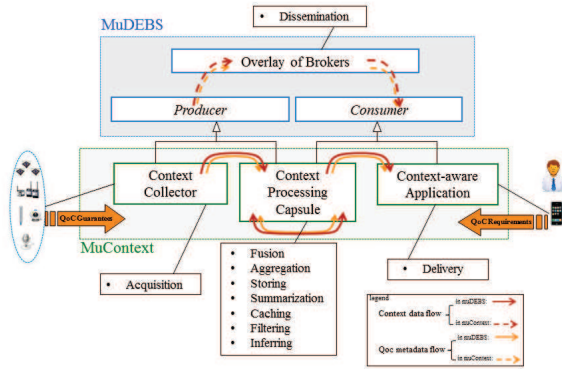 • Dissemination
MuDEBS
Overlay of Brokers
Producer
Consumer
Context
Collector
Context
Processing
Capsule
Context-aware
Application
QoCGuarantees
QoCRequirements
MuContext
• Acquisition
• Fusion
• Aggregation
• Storing
• Summarization
• Caching
• Filtering
• Inferring
• Delivery
legend
Context data flow
in muDEBS:
in muContext:
Qoc metadata flow
in muDEBS:
in muContext: